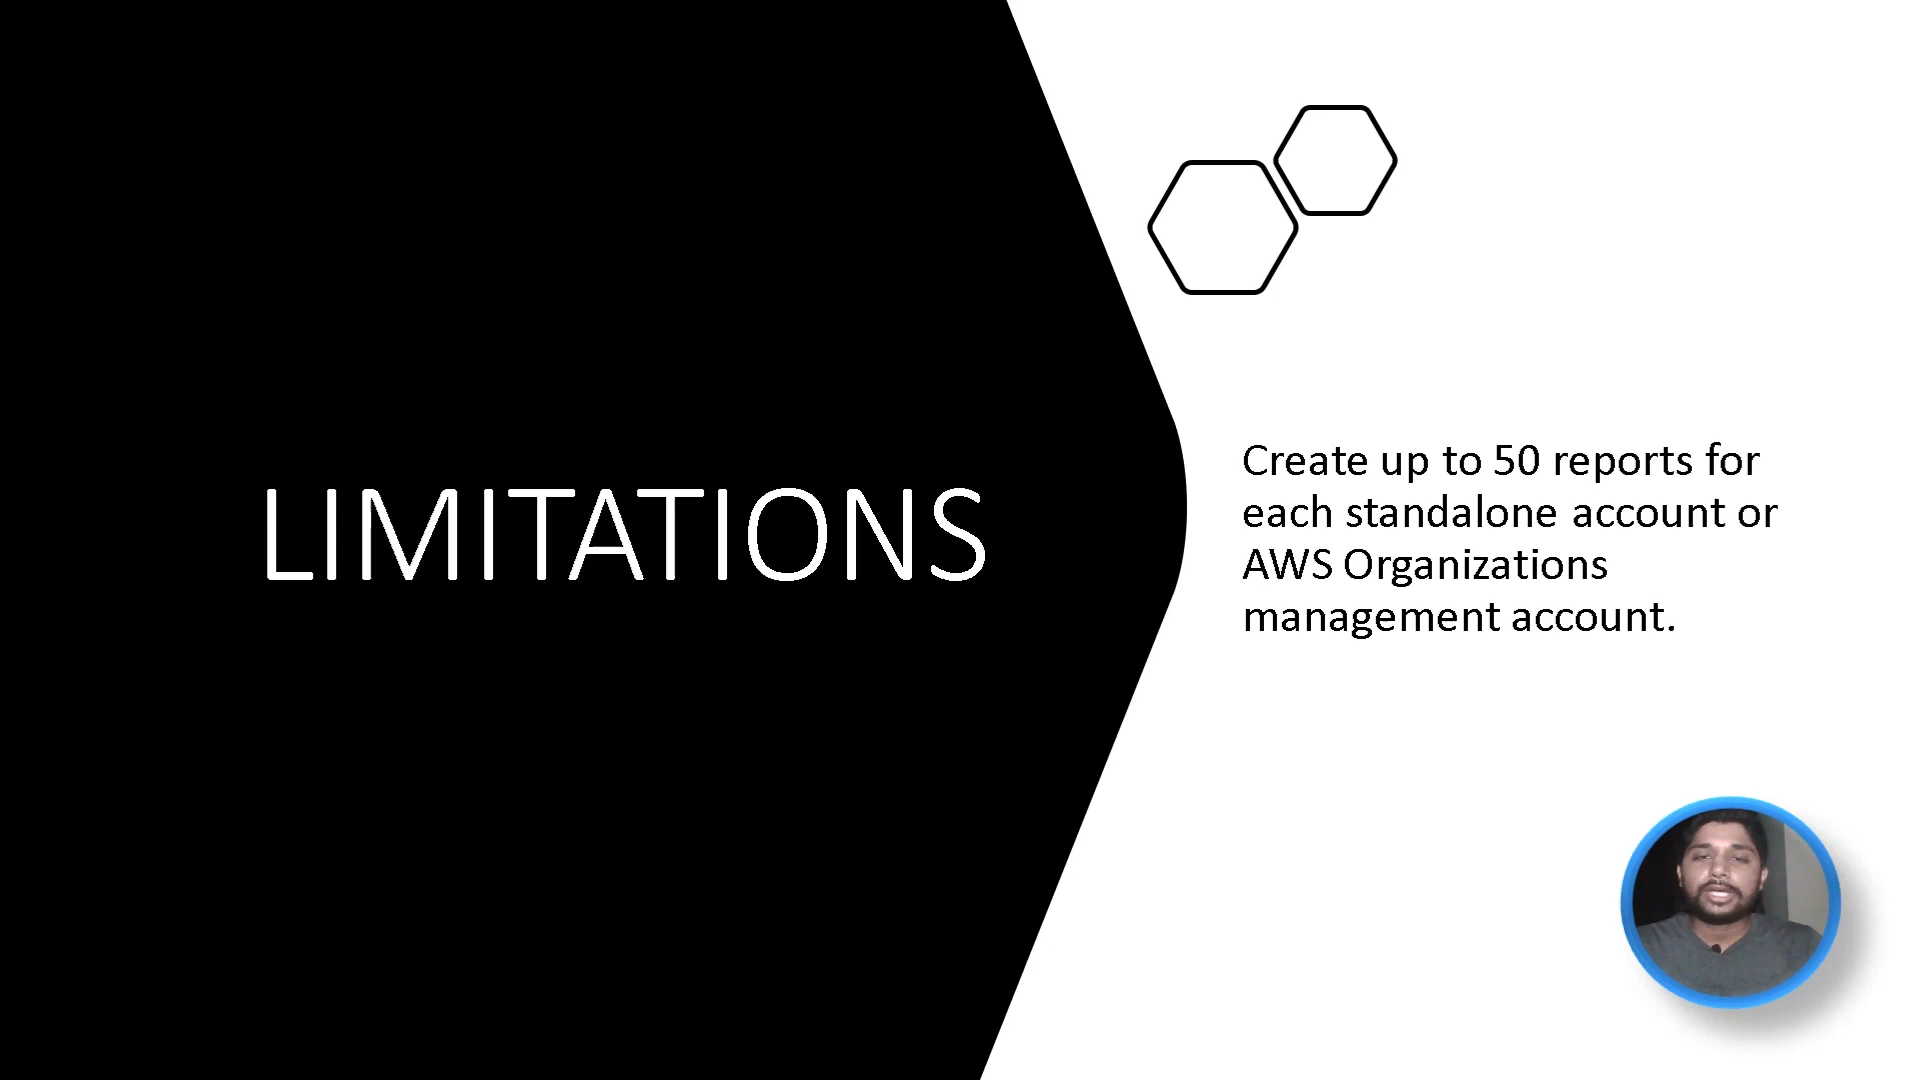 LIMITATIONS
Create up to 50 reports for
each standalone account or
AWS Organizations
management account.